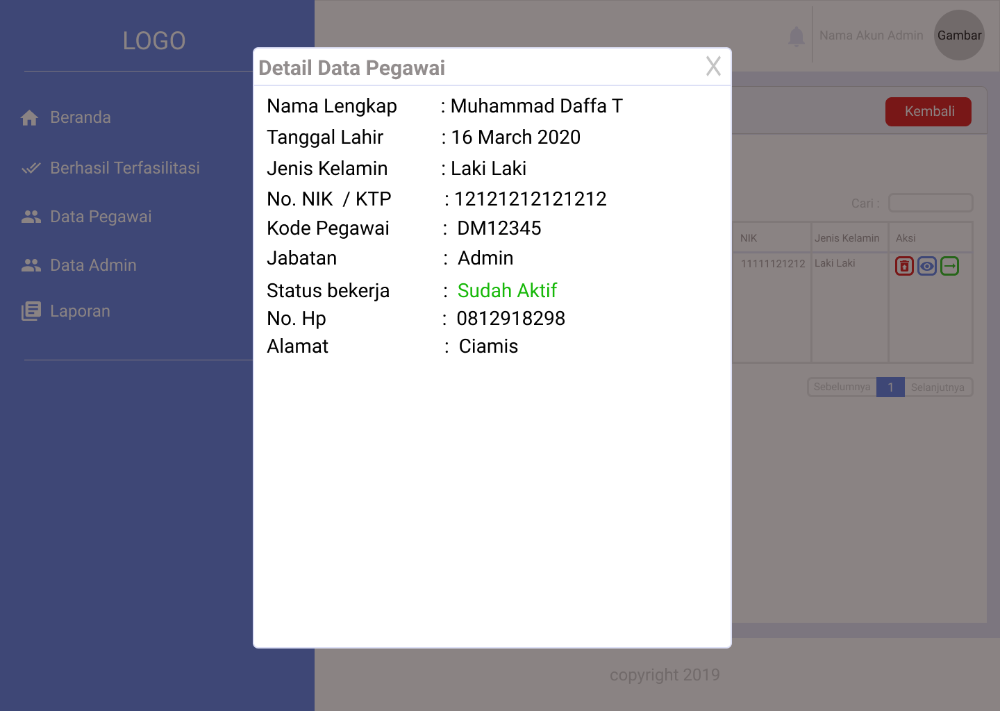 LOGO
Nama Akun Admin
Gambar
Beranda
Berhasil Terfasilitasi
Data Pegawai
Data Admin
Laporan
Detail Data Pegawai X
Nama Lengkap : Muhammad Daffa T
Tanggal Lahir : 16 March 2020
Jenis Kelamin : Laki Laki
No. NIK / KTP : 12121212121212
Kode Pegawai : DM12345
Jabatan : Admin
Status bekerja : Sudah Aktif
No. Hp : 0812918298
Alamat : Ciamis
Kembali
Cari :
NIK Jenis Kelamin Aksi
11111121212 Laki Laki
Sebelumnya 1 Selanjutnya
copyright 2019